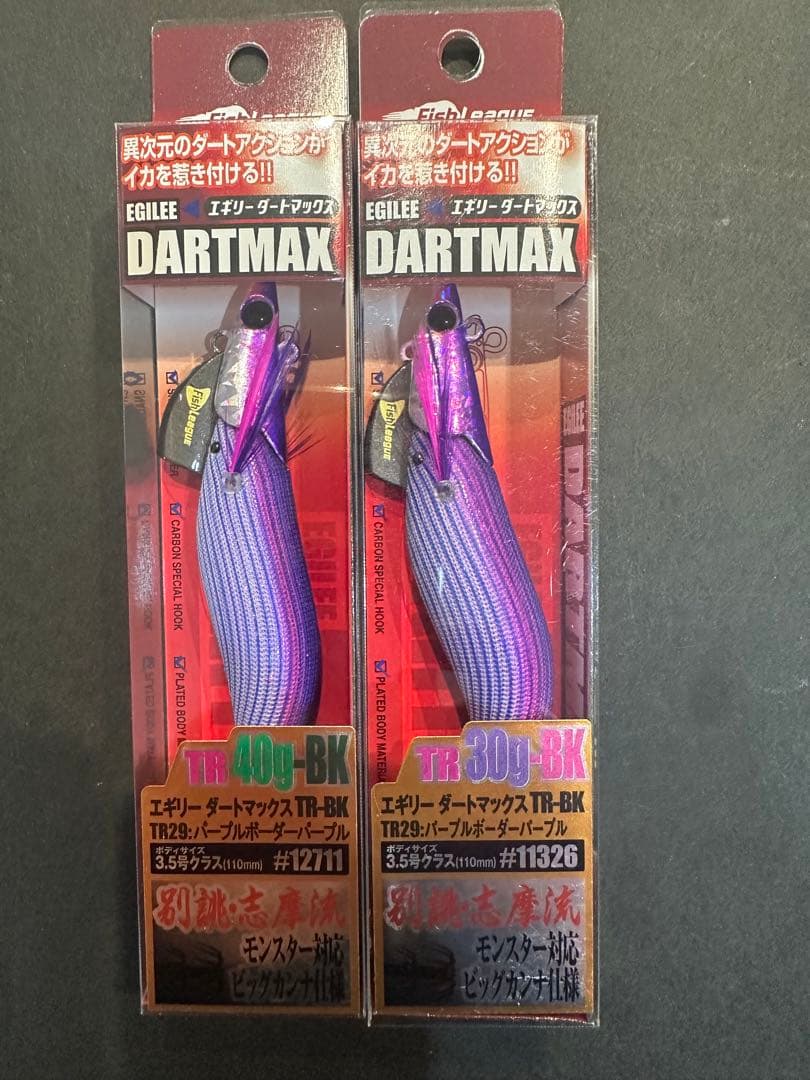 FishLeague
異次元のダートアクションが
イカを惹き付ける!!
EGILEE エギリー ダートマックス
DARTMAX
FishLeague
CARBON SPECIAL HOOK
PLATED BODY MATERIAL
TR 40g-BK
エギリー ダートマックス TR-BK
TR29:パープルボーダーパープル
ボディサイズ
3.5号クラス(110mm) #12711
別誂・志摩流
モンスター対応
ビッグカンナ仕様
FishLeague
異次元のダートアクションが
イカを惹き付ける!!
EGILEE エギリー ダートマックス
DARTMAX
FishLeague
EGILEE
CARBON SPECIAL HOOK
PLATED BODY MATERIAL
TR 30g-BK
エギリー ダートマックス TR-BK
TR29:パープルボーダーパープル
ボディサイズ
3.5号クラス(110mm) #11326
別誂・志摩流
モンスター対応
ビッグカンナ仕様